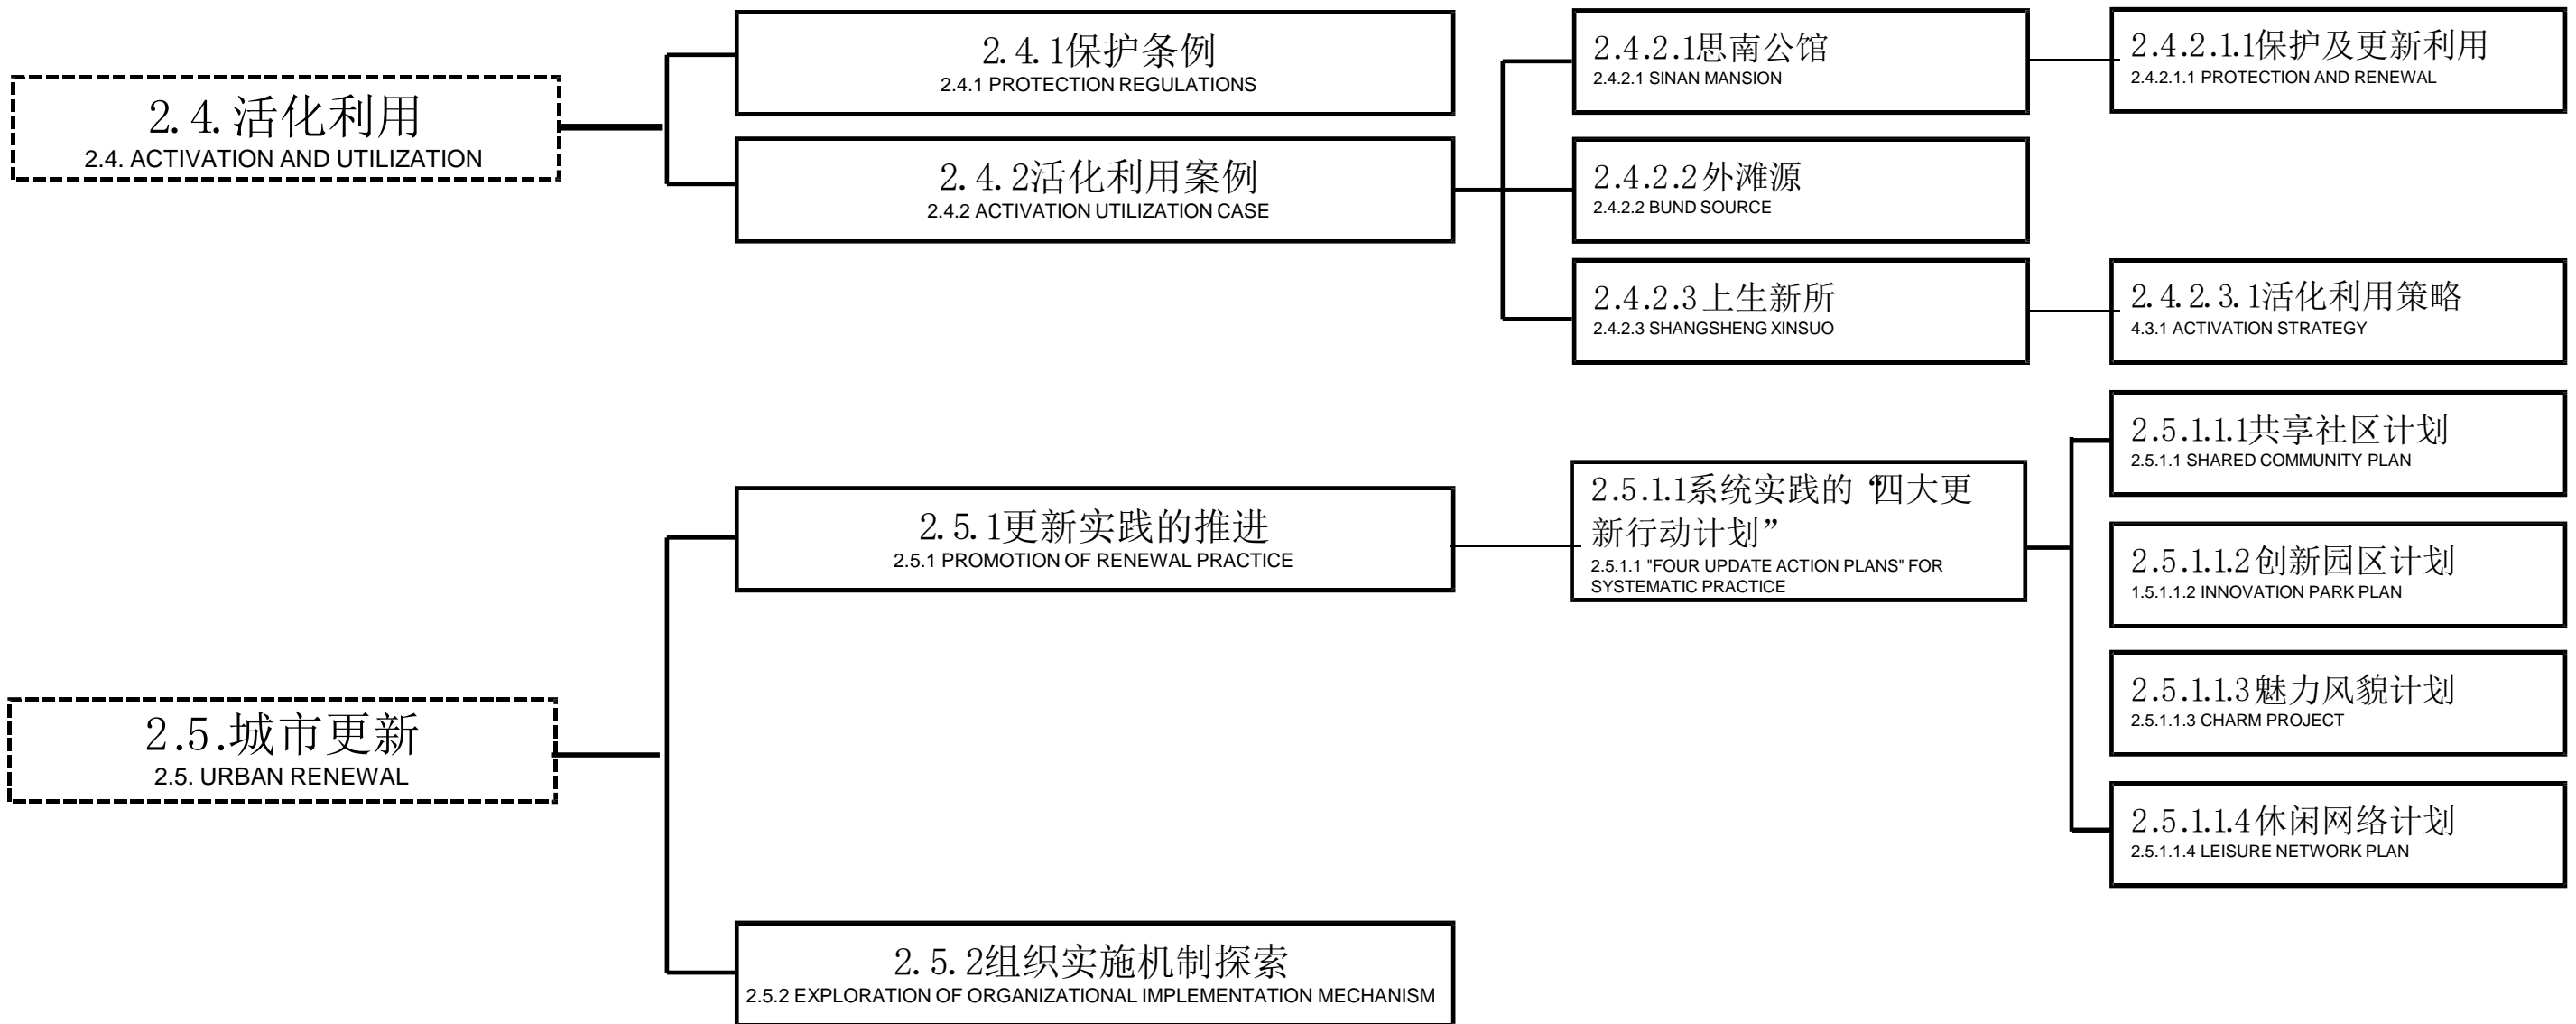 2.4.活化利用
2.4. ACTIVATION AND UTILIZATION
2.4.1保护条例
2.4.1 PROTECTION REGULATIONS
2.4.2活化利用案例
2.4.2 ACTIVATION UTILIZATION CASE
2.4.2.1思南公馆
2.4.2.1 SINAN MANSION
2.4.2.1.1保护及更新利用
2.4.2.1.1 PROTECTION AND RENEWAL
2.4.2.2外滩源
2.4.2.2 BUND SOURCE
2.4.2.3上生新所
2.4.2.3 SHANGSHENG XINSUO
2.4.2.3.1活化利用策略
4.3.1 ACTIVATION STRATEGY
2.5.城市更新
2.5. URBAN RENEWAL
2.5.1更新实践的推进
2.5.1 PROMOTION OF RENEWAL PRACTICE
2.5.1.1系统实践的“四大更
新行动计划”
2.5.1.1 "FOUR UPDATE ACTION PLANS" FOR
SYSTEMATIC PRACTICE
2.5.1.1.1共享社区计划
2.5.1.1 SHARED COMMUNITY PLAN
2.5.1.1.2创新园区计划
1.5.1.1.2 INNOVATION PARK PLAN
2.5.1.1.3魅力风貌计划
2.5.1.1.3 CHARM PROJECT
2.5.1.1.4休闲网络计划
2.5.1.1.4 LEISURE NETWORK PLAN
2.5.2组织实施机制探索
2.5.2 EXPLORATION OF ORGANIZATIONAL IMPLEMENTATION MECHANISM